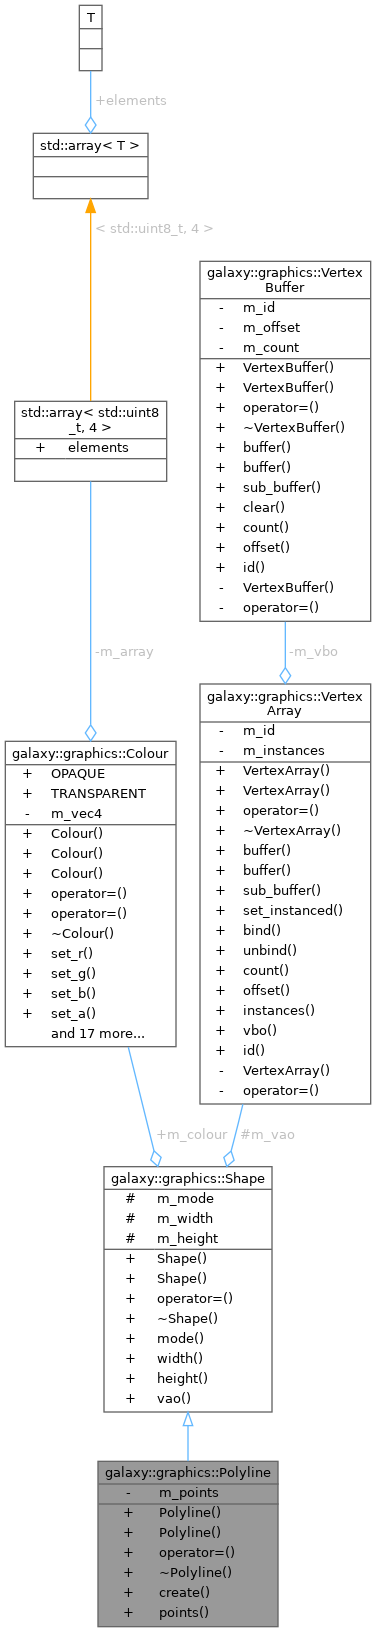 T
+elements
std::array< T >
< std::uint8_t, 4 >
galaxy::graphics::Vertex
Buffer
- m_id
- m_offset
- m_count
+ VertexBuffer()
+ VertexBuffer()
+ operator=()
+ ~VertexBuffer()
+ buffer()
+ buffer()
+ sub_buffer()
+ clear()
+ count()
+ offset()
+ id()
- VertexBuffer()
- operator=()
std::array< std::uint8
_t, 4 >
+ elements
-m_array
-m_vbo
galaxy::graphics::Vertex
Array
- m_id
- m_instances
+ VertexArray()
+ VertexArray()
+ operator=()
+ ~VertexArray()
+ buffer()
+ buffer()
+ sub_buffer()
+ set_instanced()
+ bind()
+ unbind()
+ count()
+ offset()
+ instances()
+ vbo()
+ id()
- VertexArray()
- operator=()
galaxy::graphics::Colour
+ OPAQUE
+ TRANSPARENT
- m_vec4
+ Colour()
+ Colour()
+ Colour()
+ operator=()
+ operator=()
+ ~Colour()
+ set_r()
+ set_g()
+ set_b()
+ set_a()
and 17 more...
+m_colour
#m_vao
galaxy::graphics::Shape
# m_mode
# m_width
# m_height
+ Shape()
+ Shape()
+ operator=()
+ ~Shape()
+ mode()
+ width()
+ height()
+ vao()
galaxy::graphics::Polyline
- m_points
+ Polyline()
+ Polyline()
+ operator=()
+ ~Polyline()
+ create()
+ points()